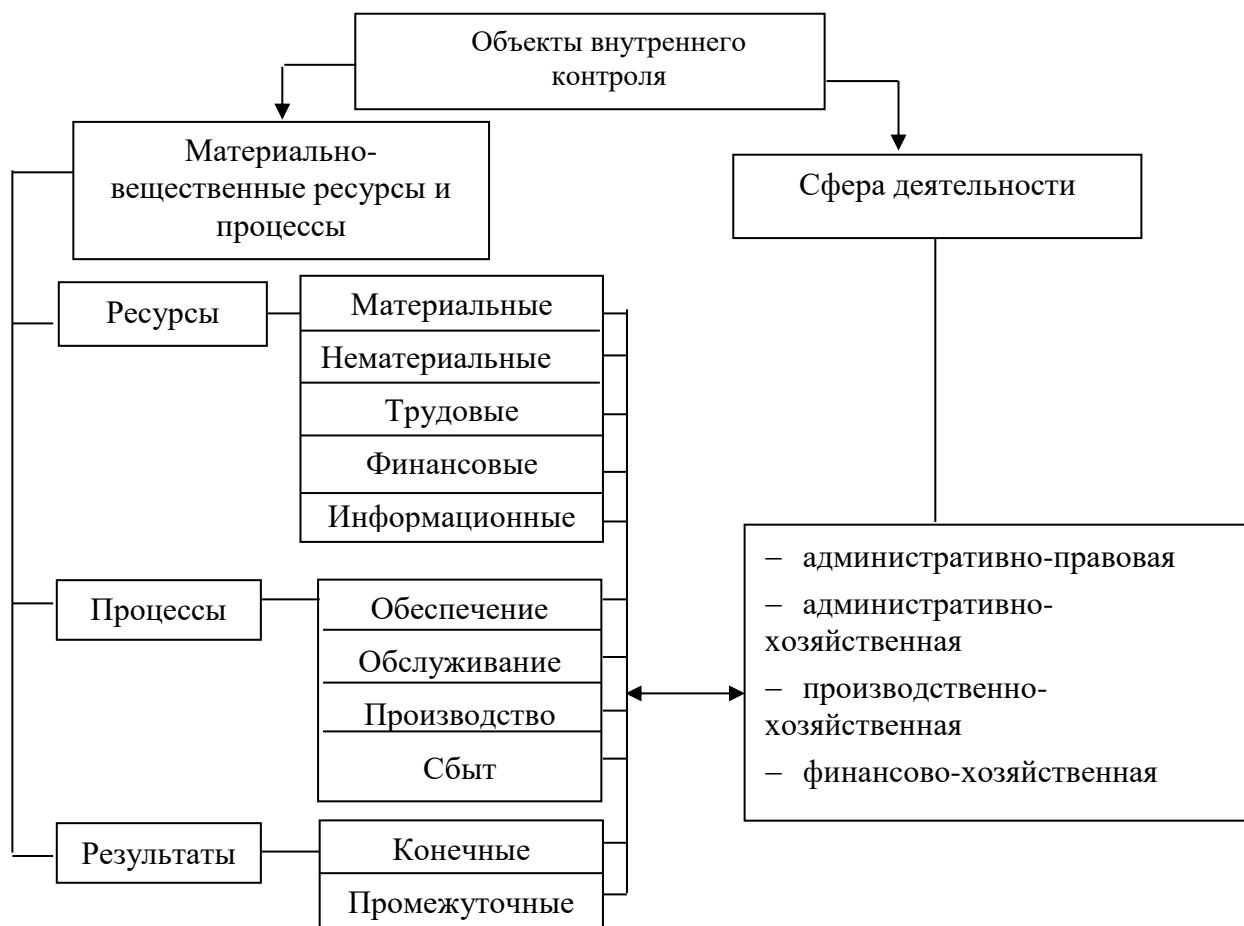 Объекты внутреннего
контроля
Материально-
вещественные ресурсы и
процессы
Сфера деятельности
Ресурсы
Материальные
Нематериальные
Трудовые
Финансовые
Информационные
Процессы
Обеспечение
Обслуживание
Производство
Сбыт
Результаты
Конечные
Промежуточные
– административно-правовая
– административно-
хозяйственная
– производственно-
хозяйственная
– финансово-хозяйственная